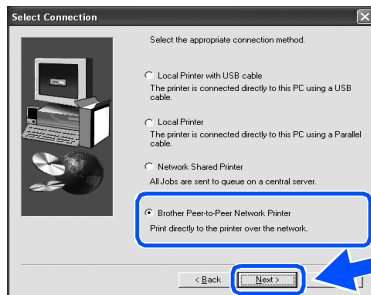 Select Connection
Select the appropriate connection method.
Local Printer with USB cable
The printer is connected directly to this PC using a USB
cable.
Local Printer
The printer is connected directly to this PC using a Parallel
cable.
Network Shared Printer
All Jobs are sent to queue on a central server.
Brother Peer-to-Peer Network Printer
Print directly to the printer over the network.
< Back Next >